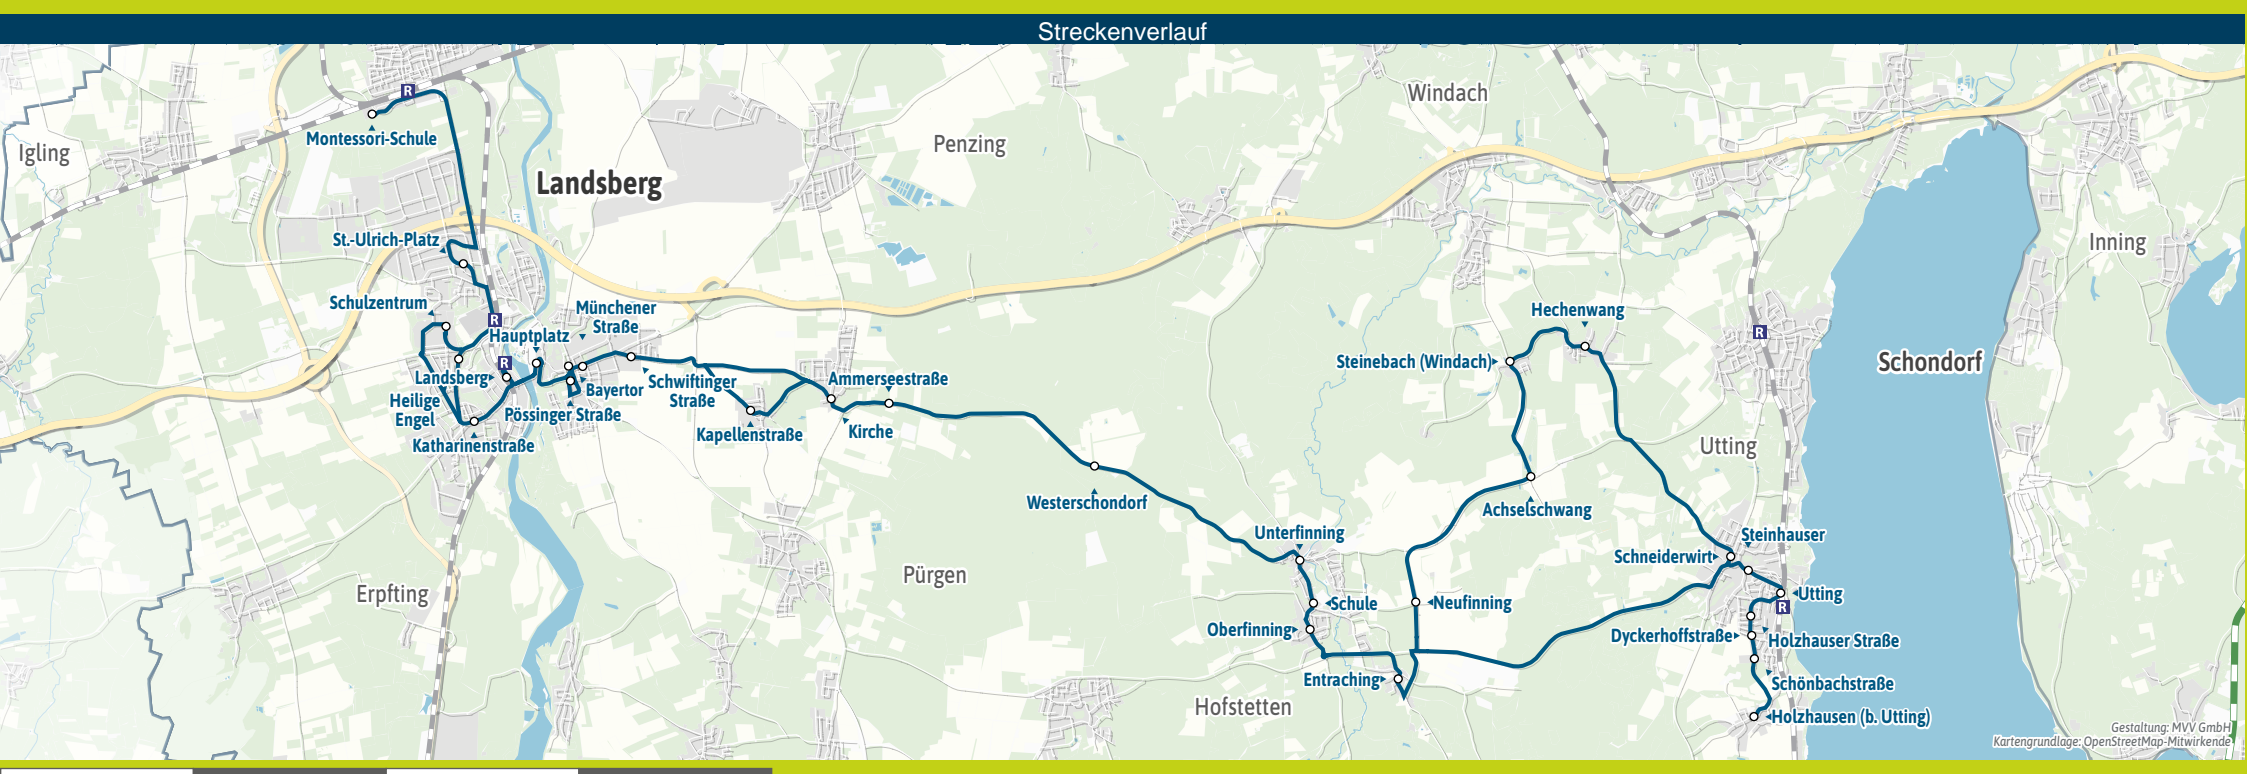 Streckenverlauf
Windach
Igling
R
Montessori-Schule
Penzing
Landsberg
St.-Ulrich-Platz
Inning
Schulzentrum
R
Münchener
Straße
Hauptplatz
Hechenwang
R
Steinebach (Windach)
Schondorf
R
Landsberg
Heilige
Engel
Bayertor
Schwiftinger
Straße
Ammerseestraße
Pössinger Straße
Katharinenstraße
Kapellenstraße
Kirche
Utting
Westerschondorf
Achselschwang
Unterfinning
Steinhauser
Schneiderwirt
Pürgen
Erpfting
Utting
R
Schule
Neufinning
Oberfinning
Dyckerhoffstraße
Holzhauser Straße
Entraching
Schönbachstraße
Hofstetten
Holzhausen (b. Utting)
Gestaltung: MVV GmbH
Kartengrundlage: OpenStreetMap-Mitwirkende